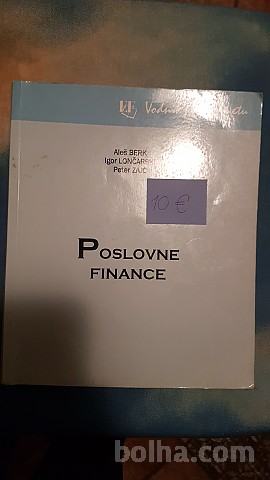 Aleš BERK
Igor LONČARSKI
Peter ZAJC
10 €
POSLOVNE
FINANCE
bolha.com